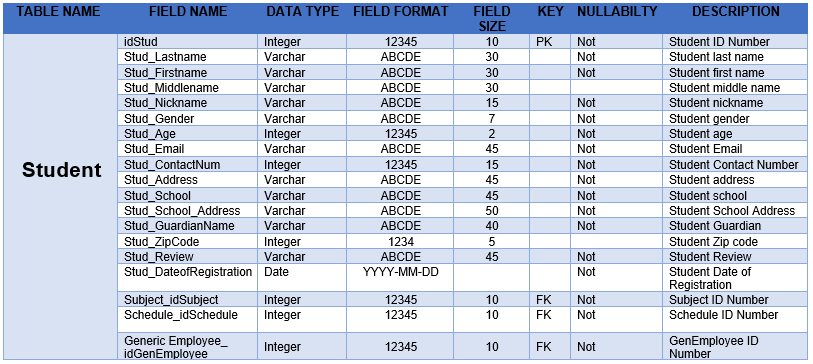 TABLE NAME FIELD NAME DATA TYPE FIELD FORMAT FIELD SIZE KEY NULLABILTY DESCRIPTION
Student
idStud Integer 12345 10 PK Not Student ID Number
Stud_Lastname Varchar ABCDE 30 Not Student last name
Stud_Firstname Varchar ABCDE 30 Not Student first name
Stud_Middlename Varchar ABCDE 30 Student middle name
Stud_Nickname Varchar ABCDE 15 Not Student nickname
Stud_Gender Varchar ABCDE 7 Not Student gender
Stud_Age Integer 12345 2 Not Student age
Stud_Email Varchar ABCDE 45 Not Student Email
Stud_ContactNum Integer 12345 15 Not Student Contact Number
Stud_Address Varchar ABCDE 45 Not Student address
Stud_School Varchar ABCDE 45 Not Student school
Stud_School_Address Varchar ABCDE 50 Not Student School Address
Stud_GuardianName Varchar ABCDE 40 Not Student Guardian
Stud_ZipCode Integer 1234 5 Student Zip code
Stud_Review Varchar ABCDE 45 Not Student Review
Stud_DateofRegistration Date YYYY-MM-DD Not Student Date of
Registration
Subject_idSubject Integer 12345 10 FK Not Subject ID Number
Schedule_idSchedule Integer 12345 10 FK Not Schedule ID Number
Generic Employee_
idGenEmployee Integer 12345 10 FK Not GenEmployee ID
Number